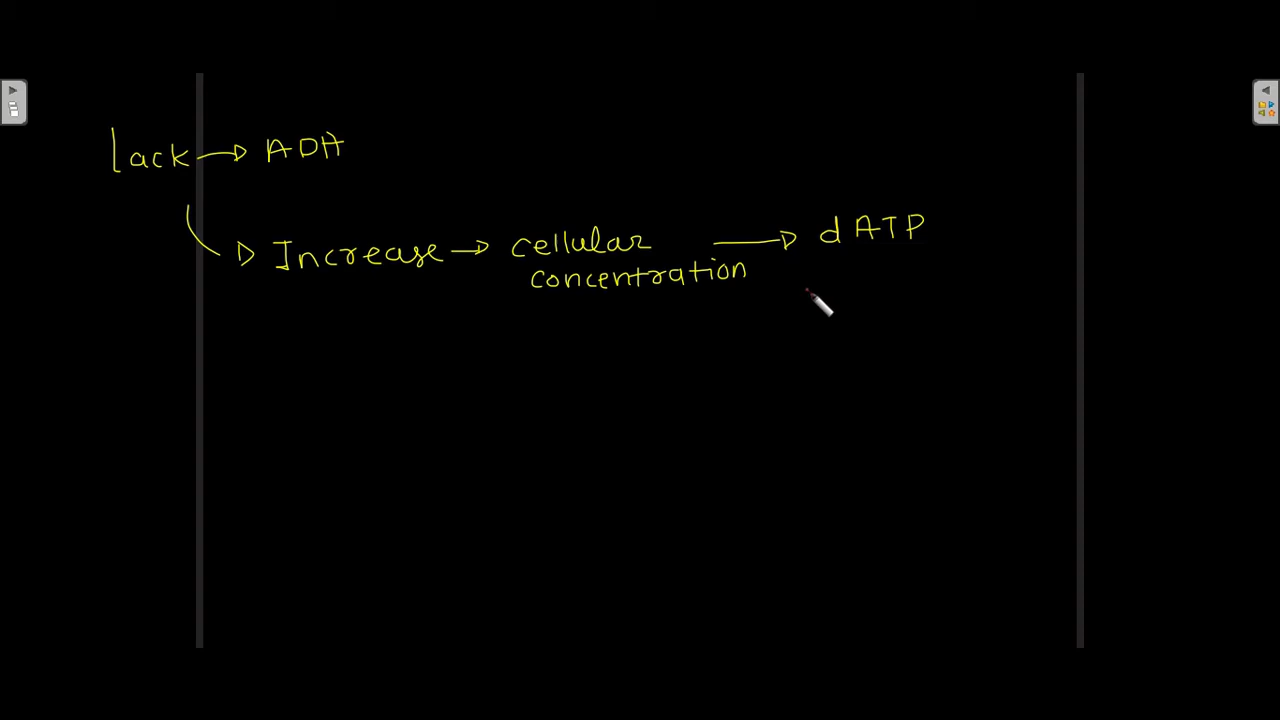 lack → ADA
Increase → cellular concentration → dATP